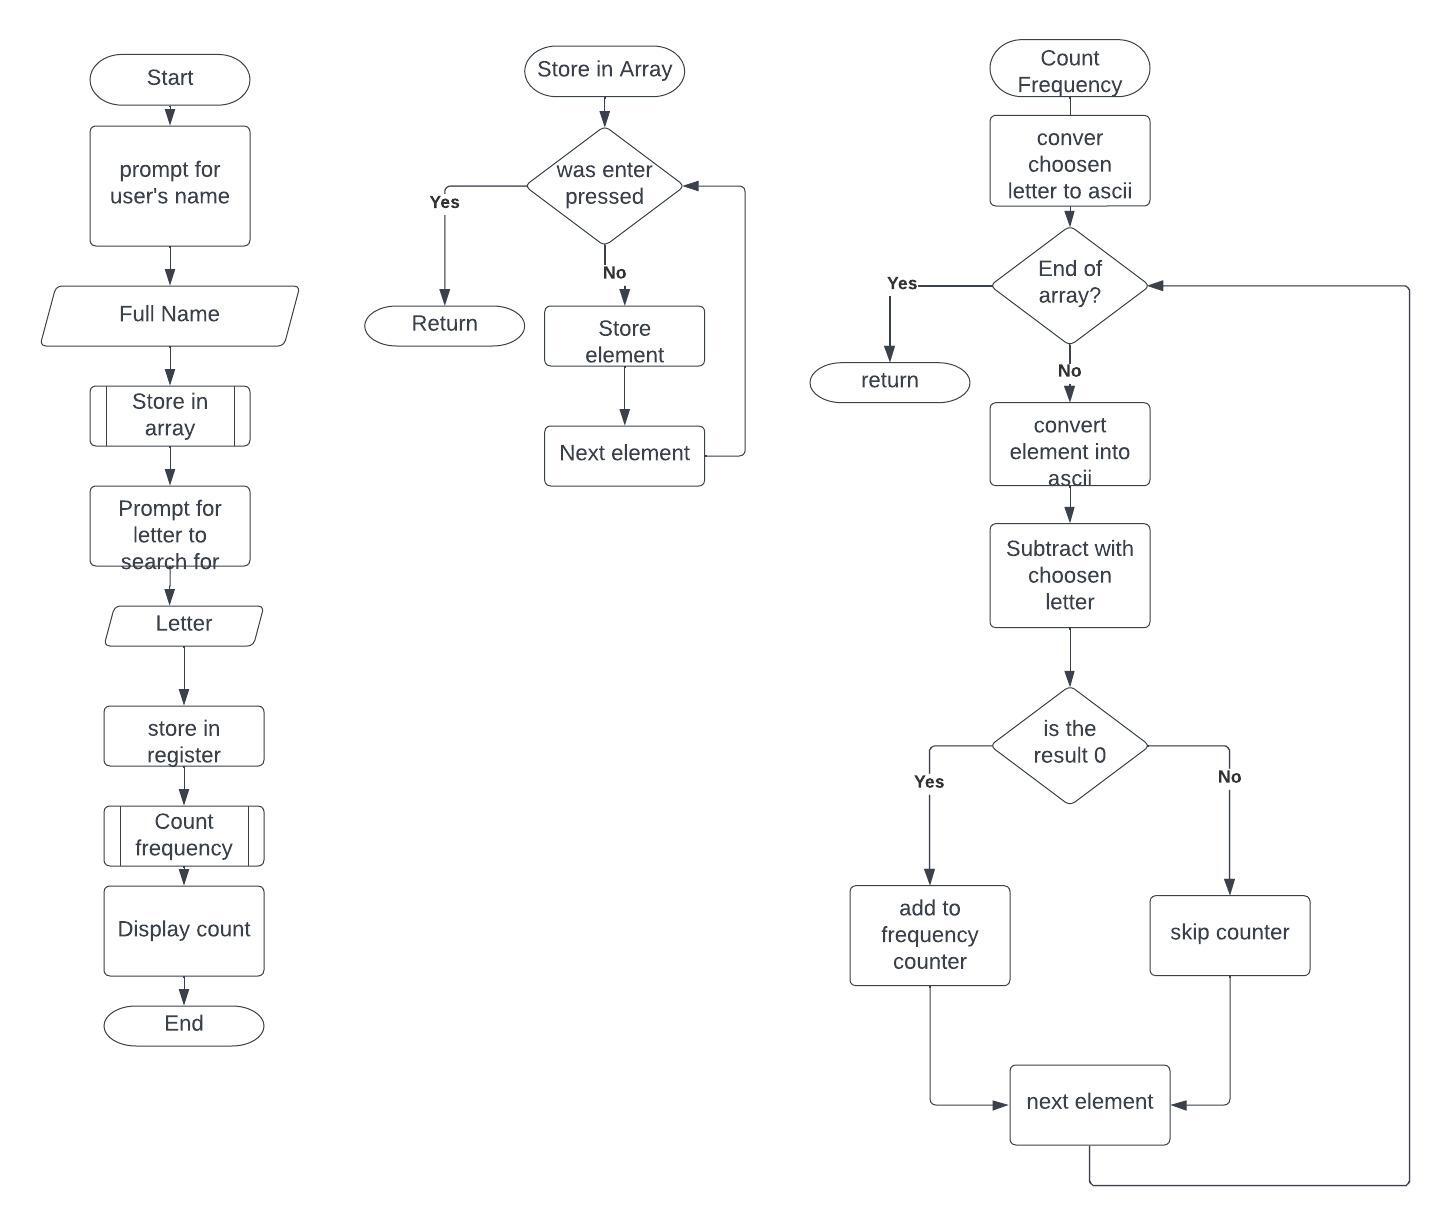 Start
prompt for
user's name
Full Name
Store in
array
Prompt for
letter to
search for
Letter
store in
register
Count
frequency
Display count
End
Store in Array
was enter
pressed
Yes
No
Return
Store
element
Next element
Count
Frequency
conver
choosen
letter to ascii
End of
array?
Yes
No
return
convert
element into
ascii
Subtract with
choosen
letter
is the
result 0
Yes
No
add to
frequency
counter
skip counter
next element